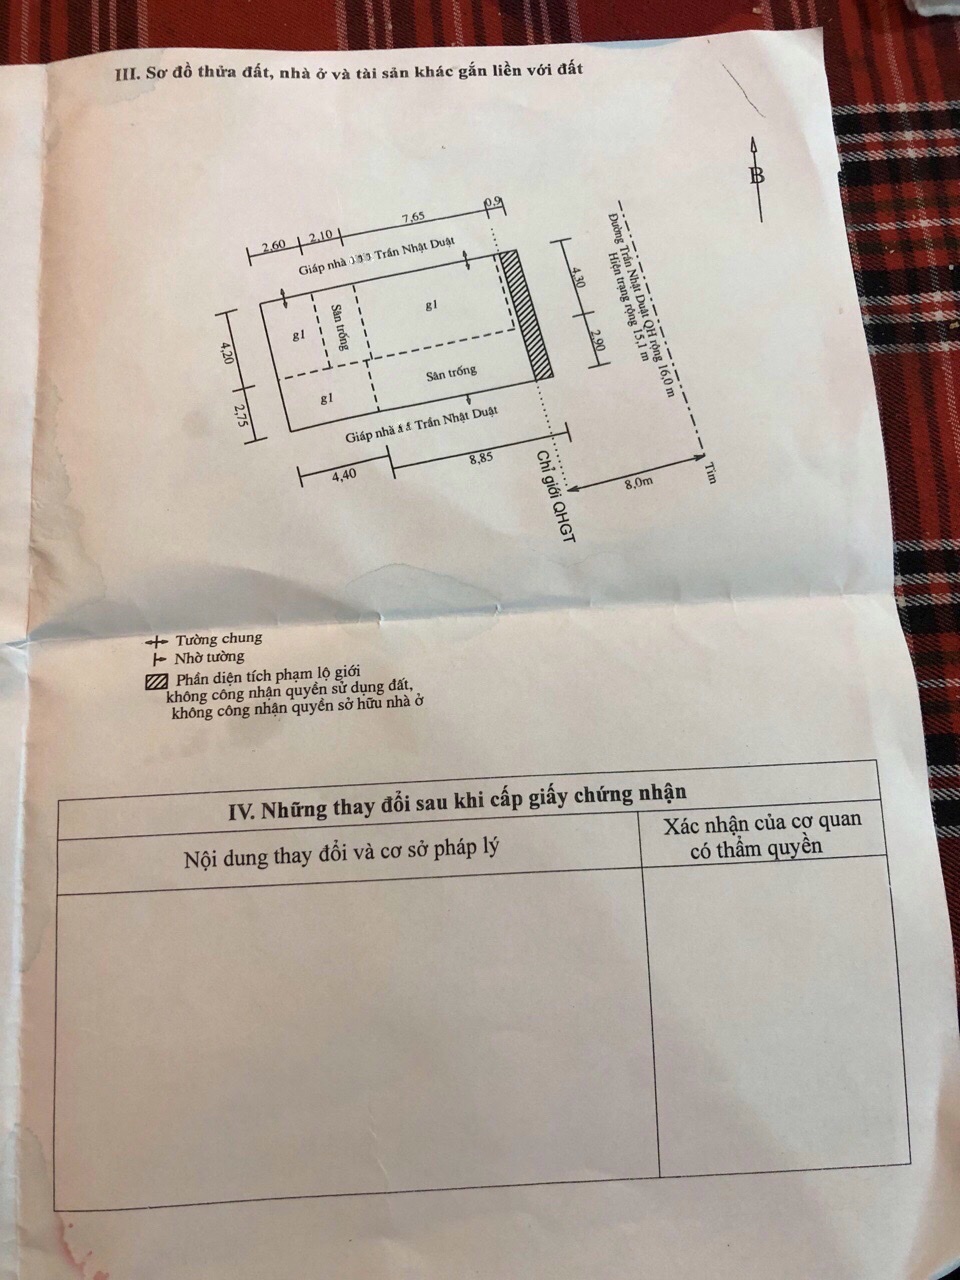 III. Sơ đồ thửa đất, nhà ở và tài sản khác gắn liền với đất
B
2,60
2,10
7,65
0,9
Giáp nhà Trần Nhật Duật
4,20
2,75
g1
Sân trống
g1
g1
Sân trống
4,30
2,90
Đường Trần Nhật Duật QH rộng 16,0 m
Hiện trạng rộng 15,1 m
Giáp nhà Trần Nhật Duật
4,40
8,85
Chỉ giới QHGT
8,0m
Tim
Tường chung
Nhờ tường
Phần diện tích phạm lộ giới
không công nhận quyền sử dụng đất,
không công nhận quyền sở hữu nhà ở
IV. Những thay đổi sau khi cấp giấy chứng nhận
Nội dung thay đổi và cơ sở pháp lý
Xác nhận của cơ quan
có thẩm quyền